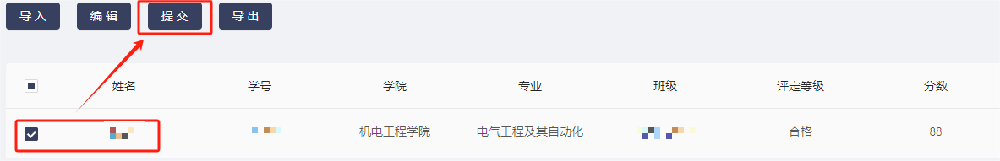 导入 编辑 提交 导出
姓名 学号 学院 专业 班级 评定等级 分数
机电工程学院 电气工程及其自动化 合格 88